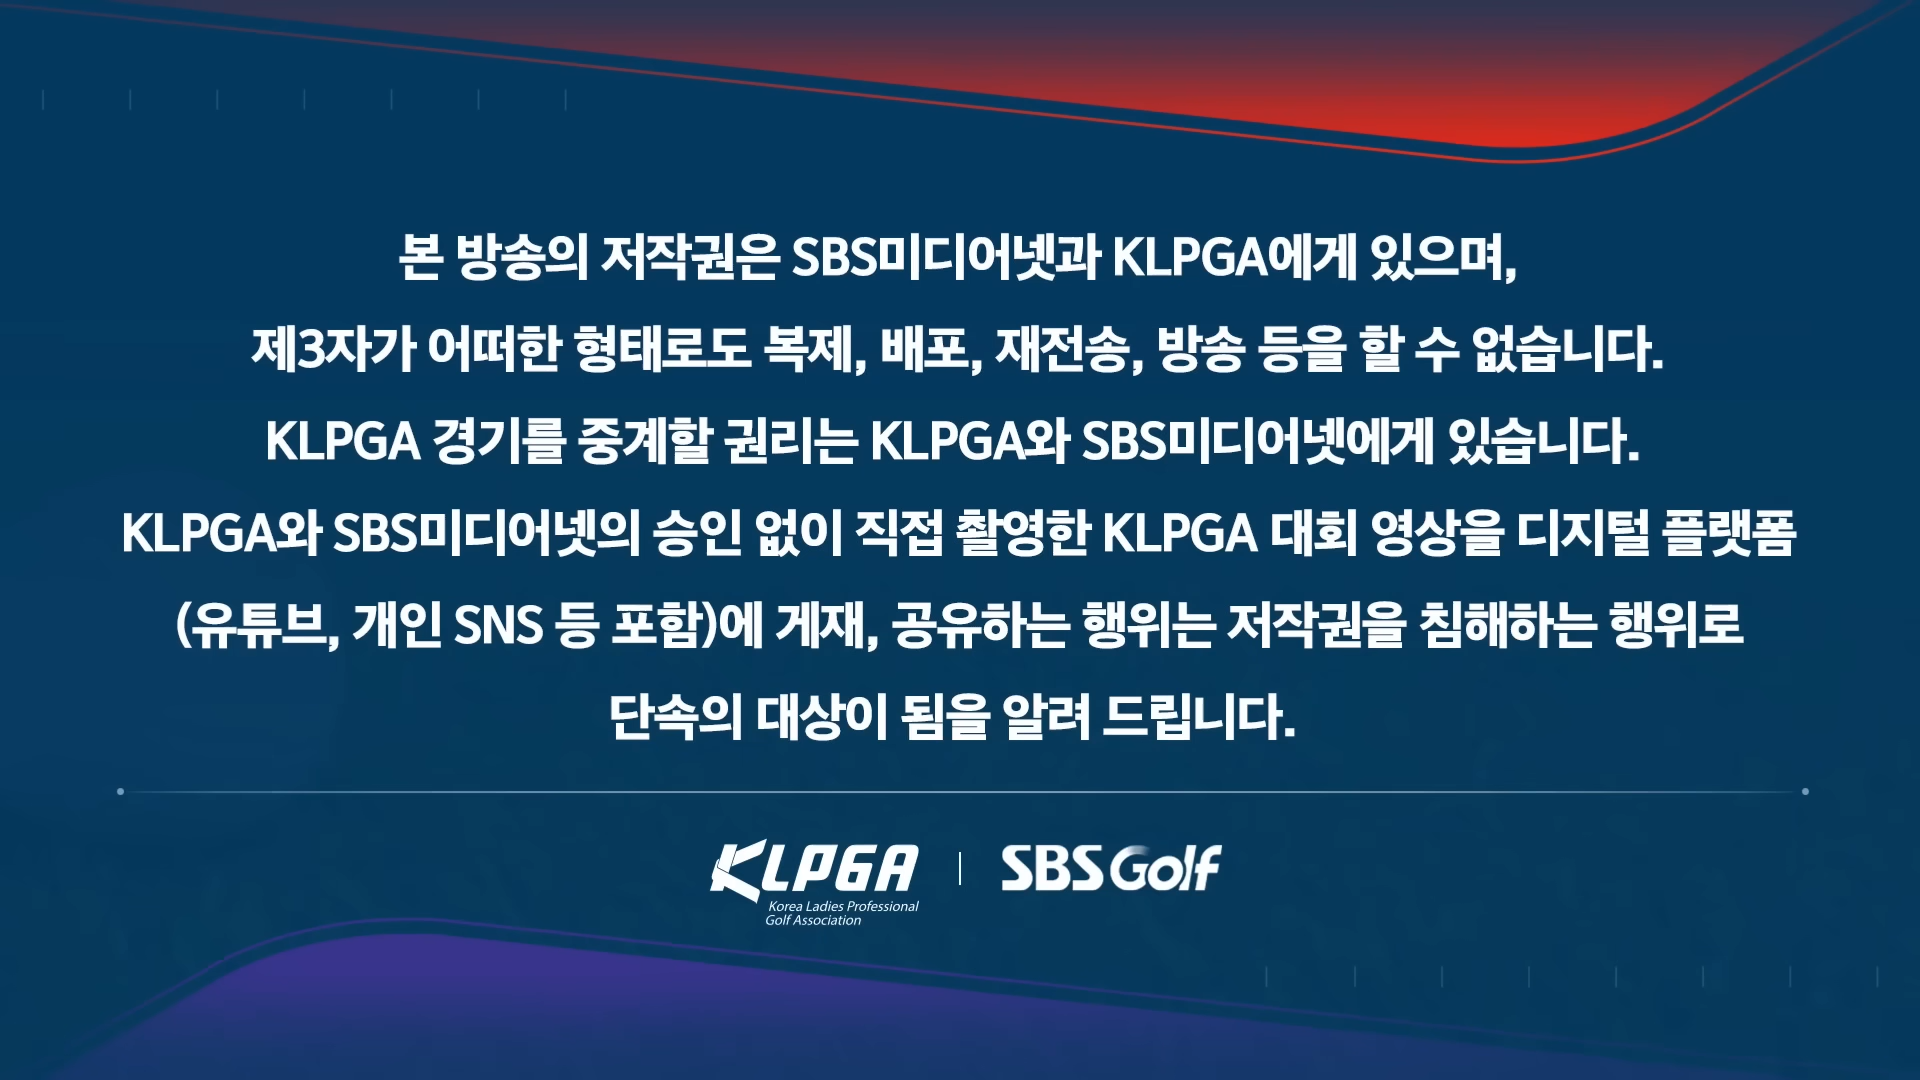 본 방송의 저작권은 SBS미디어넷과 KLPGA에게 있으며,
제3자가 어떠한 형태로도 복제, 배포, 재전송, 방송 등을 할 수 없습니다.
KLPGA 경기를 중계할 권리는 KLPGA와 SBS미디어넷에게 있습니다.
KLPGA와 SBS미디어넷의 승인 없이 직접 촬영한 KLPGA 대회 영상을 디지털 플랫폼
(유튜브, 개인 SNS 등 포함)에 게재, 공유하는 행위는 저작권을 침해하는 행위로
단속의 대상이 됨을 알려 드립니다.
KLPGA
Korea Ladies Professional
Golf Association
SBS Golf